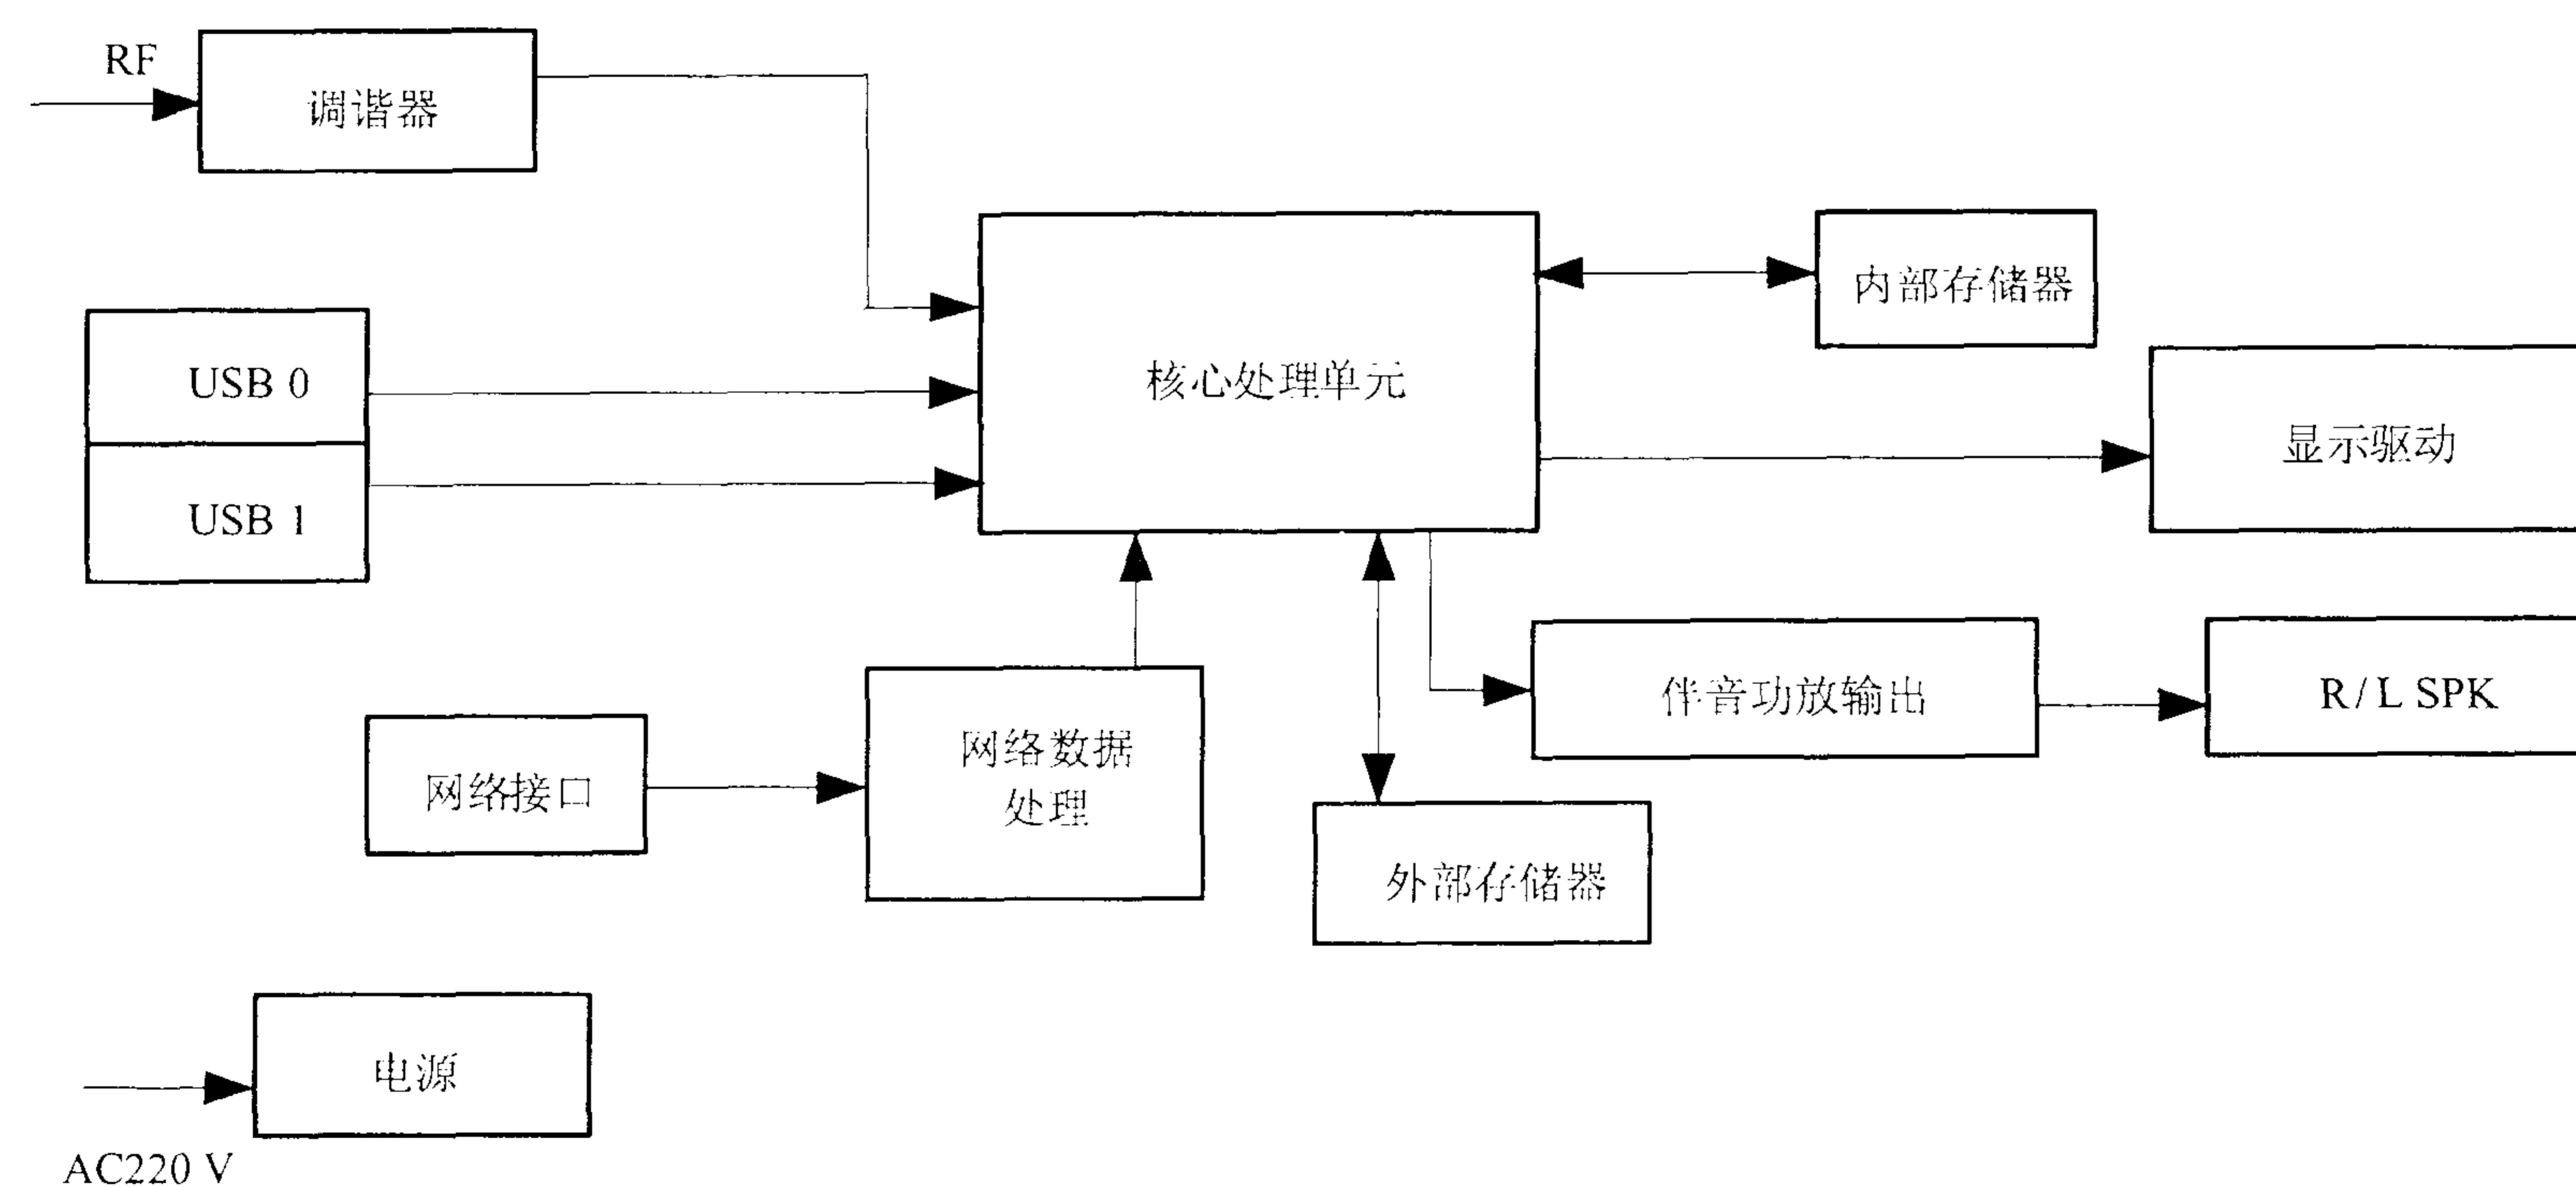 RF
调谐器
USB 0
USB 1
核心处理单元
内部存储器
显示驱动
网络接口
网络数据
处理
伴音功放输出
R/L SPK
外部存储器
电源
AC220 V